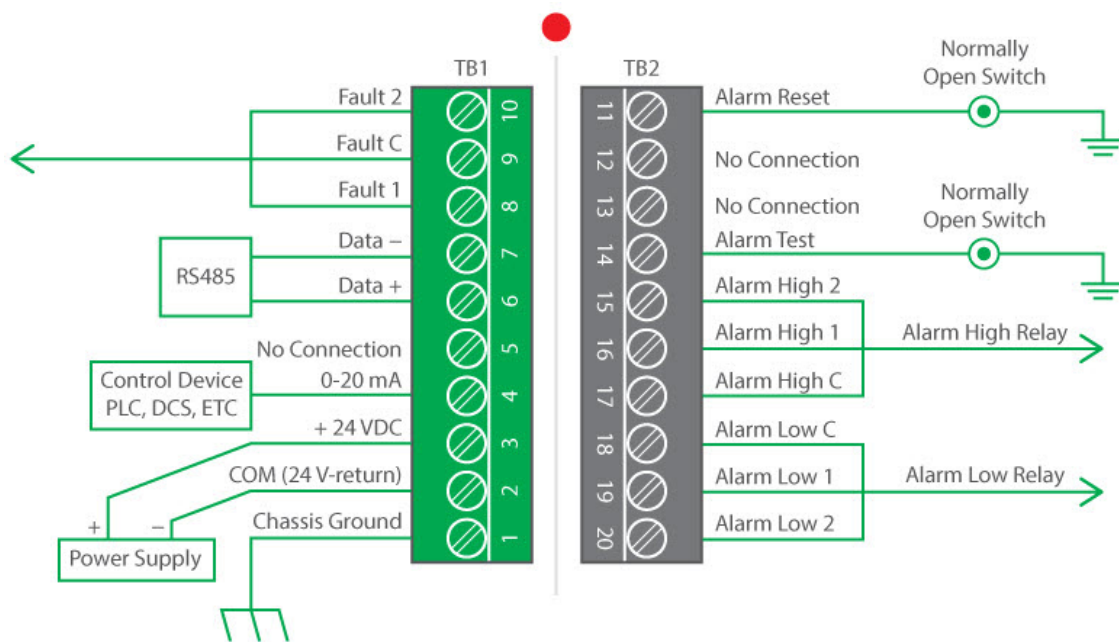 TB1
Fault 2
10
Fault C
9
Fault 1
8
Data –
7
RS485
Data +
6
No Connection
5
0-20 mA
4
Control Device
PLC, DCS, ETC
+ 24 VDC
3
COM (24 V-return)
2
+
–
Chassis Ground
1
Power Supply
TB2
Normally
Open Switch
11
Alarm Reset
12
No Connection
13
No Connection
Normally
Open Switch
14
Alarm Test
15
Alarm High 2
16
Alarm High 1
Alarm High Relay
17
Alarm High C
18
Alarm Low C
19
Alarm Low 1
Alarm Low Relay
20
Alarm Low 2